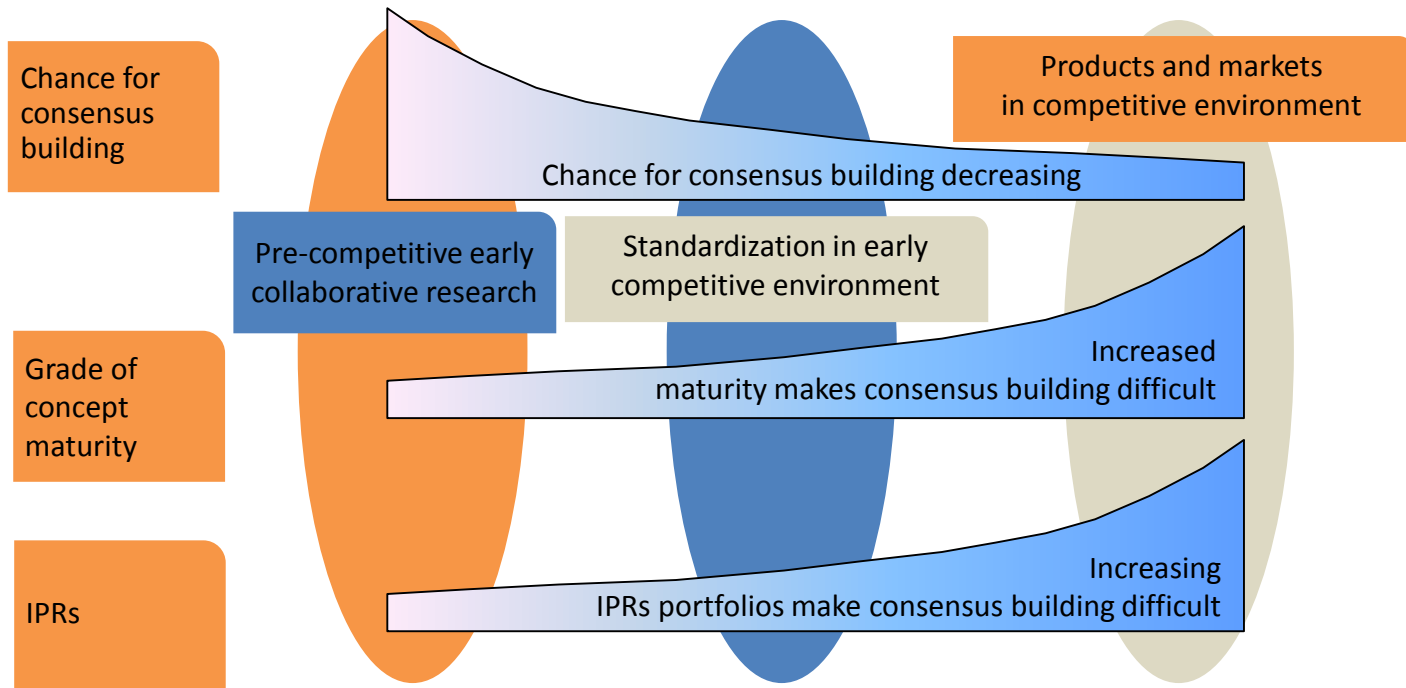 Chance for
consensus
building
Products and markets
in competitive environment
Chance for consensus building decreasing
Pre-competitive early
collaborative research
Standardization in early
competitive environment
Grade of
concept
maturity
Increased
maturity makes consensus building difficult
IPRs
Increasing
IPRs portfolios make consensus building difficult